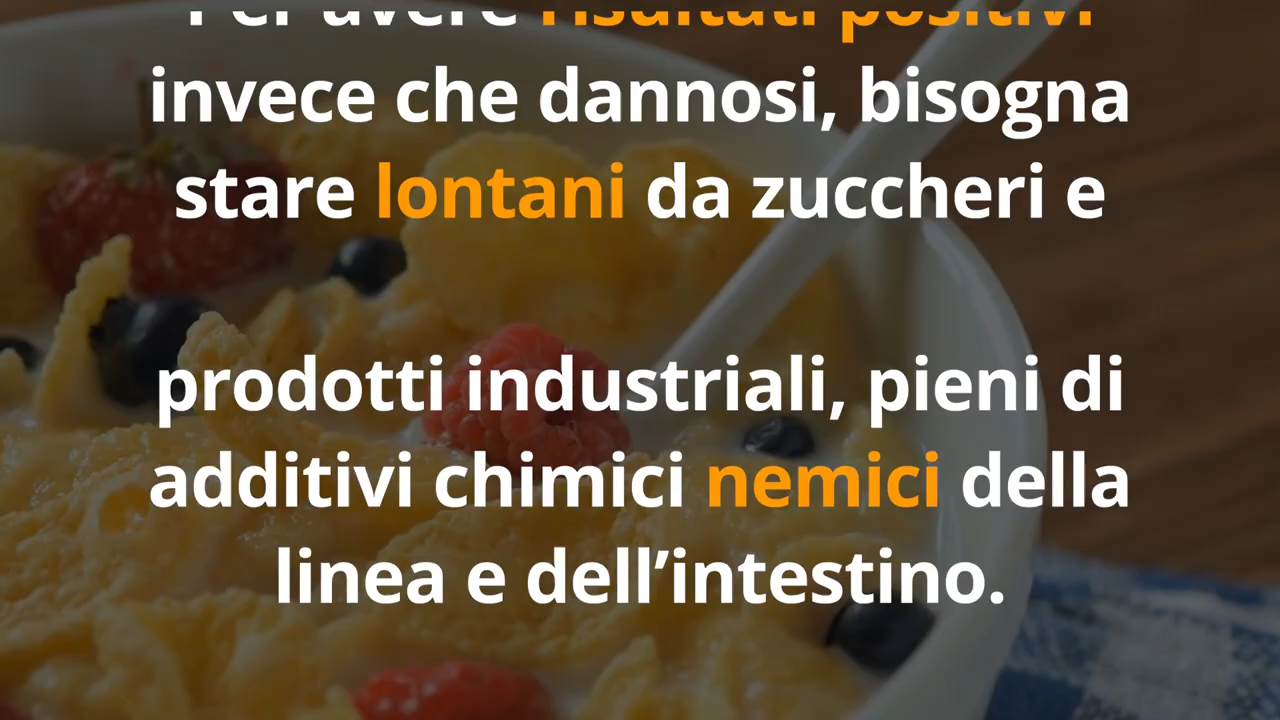 Per avere risultati positivi
invece che dannosi, bisogna
stare lontani da zuccheri e
prodotti industriali, pieni di
additivi chimici nemici della
linea e dell’intestino.